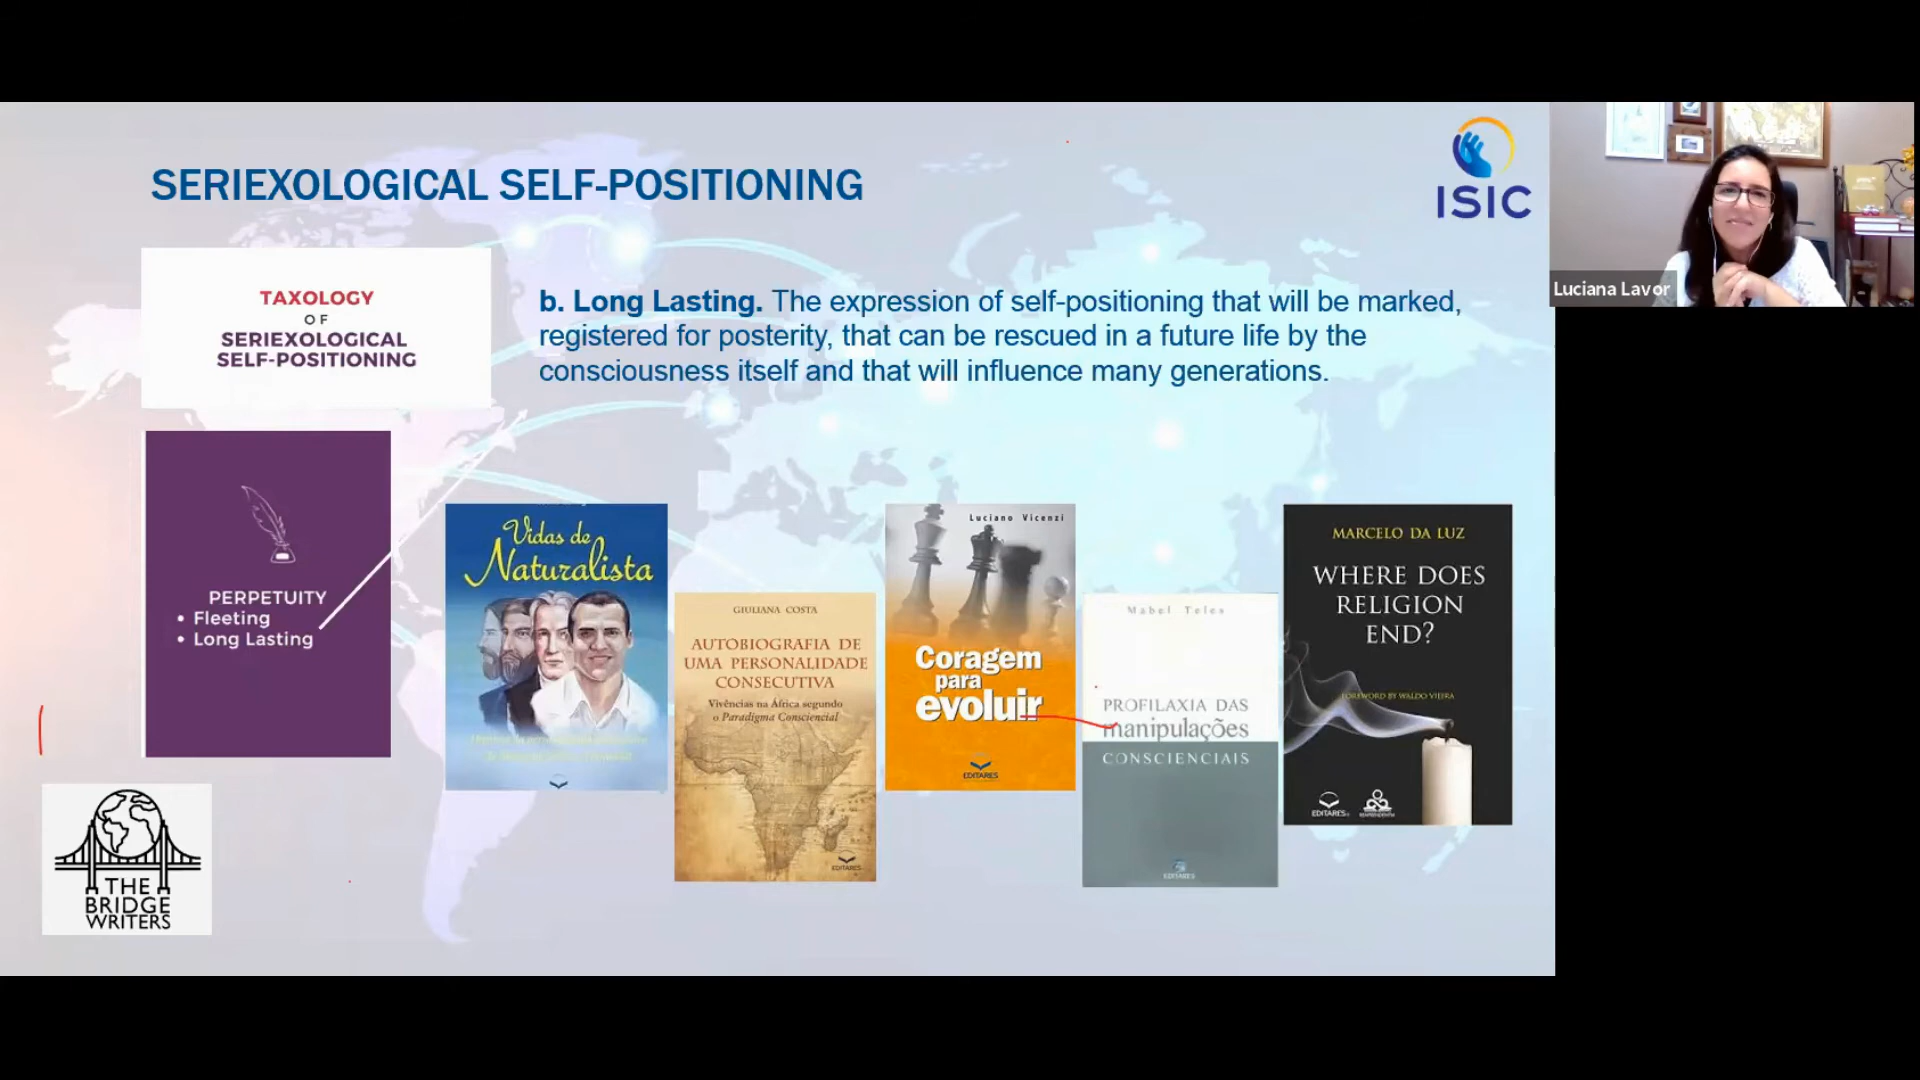 SERIEXOLOGICAL SELF-POSITIONING
ISIC
Luciana Lavor
TAXOLOGY
OF
SERIEXOLOGICAL
SELF-POSITIONING
b. Long Lasting. The expression of self-positioning that will be marked,
registered for posterity, that can be rescued in a future life by the
consciousness itself and that will influence many generations.
PERPETUITY
• Fleeting
• Long Lasting
Vidas de
Naturalista
GIULIANA COSTA
AUTOBIOGRAFIA DE
UMA PERSONALIDADE
CONSECUTIVA
Vivências na África segundo
o Paradigma Consciencial
EDITARES
Luciano Vicenzi
Coragem
para
evoluir
EDITARES
Mabel Teles
PROFILAXIA DAS
manipulações
CONSCIENCIAIS
EDITARES
MARCELO DA LUZ
WHERE DOES
RELIGION
END?
FOREWORD BY WALDO VIEIRA
EDITARES
THE
BRIDGE
WRITERS